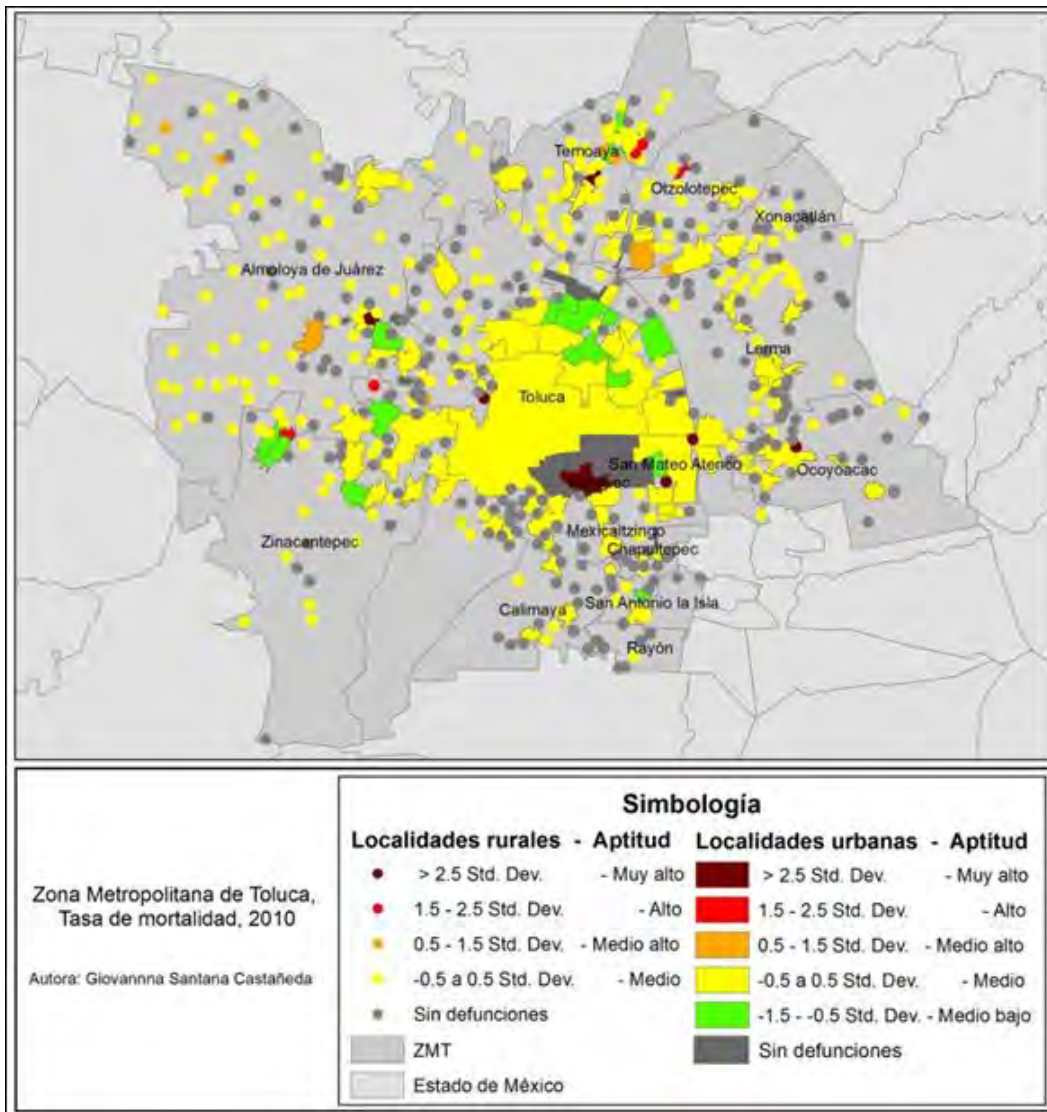 Temoaya
Otzolotepec
Xonacatlán
Almoloya de Juárez
Lerma
Toluca
San Mateo Atenco
Ocoyoacac
Mexicaltzingo
Zinacantepec
Chapultepec
Calimaya
San Antonio la Isla
Rayón
Zona Metropolitana de Toluca,
Tasa de mortalidad, 2010
Autora: Giovannna Santana Castañeda
Simbología
Localidades rurales - Aptitud
> 2.5 Std. Dev. - Muy alto
1.5 - 2.5 Std. Dev. - Alto
0.5 - 1.5 Std. Dev. - Medio alto
-0.5 a 0.5 Std. Dev. - Medio
Sin defunciones
ZMT
Estado de México
Localidades urbanas - Aptitud
> 2.5 Std. Dev. - Muy alto
1.5 - 2.5 Std. Dev. - Alto
0.5 - 1.5 Std. Dev. - Medio alto
-0.5 a 0.5 Std. Dev. - Medio
-1.5 - -0.5 Std. Dev. - Medio bajo
Sin defunciones